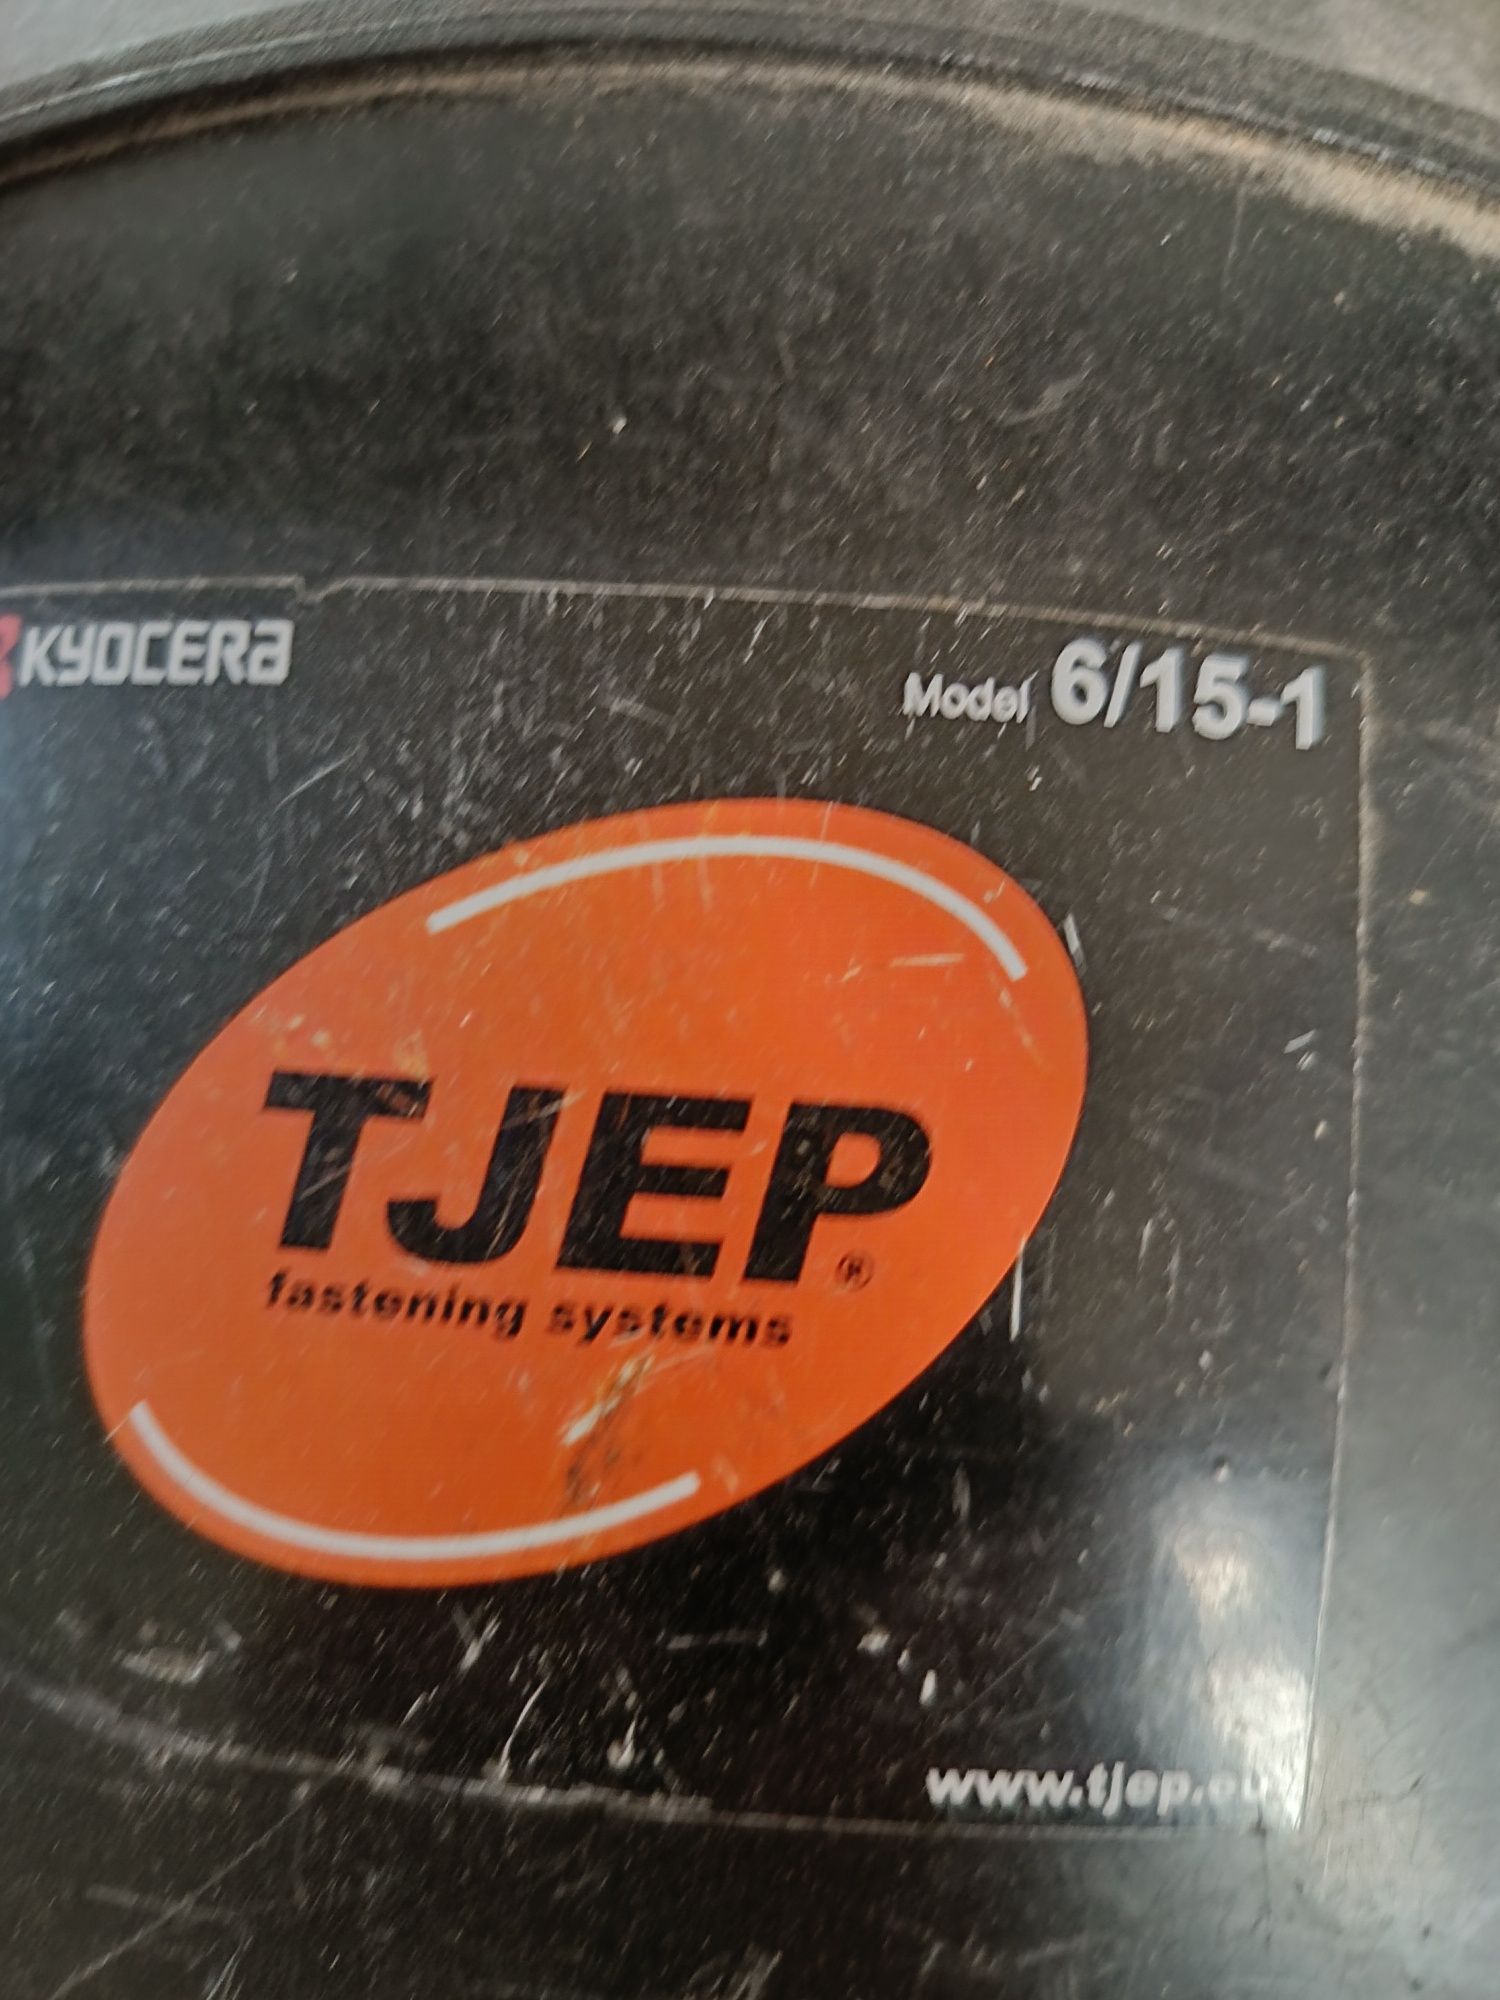 KYOCERA
Model 6/15-1
TJEP®
fastening systems
www.tjep.eu